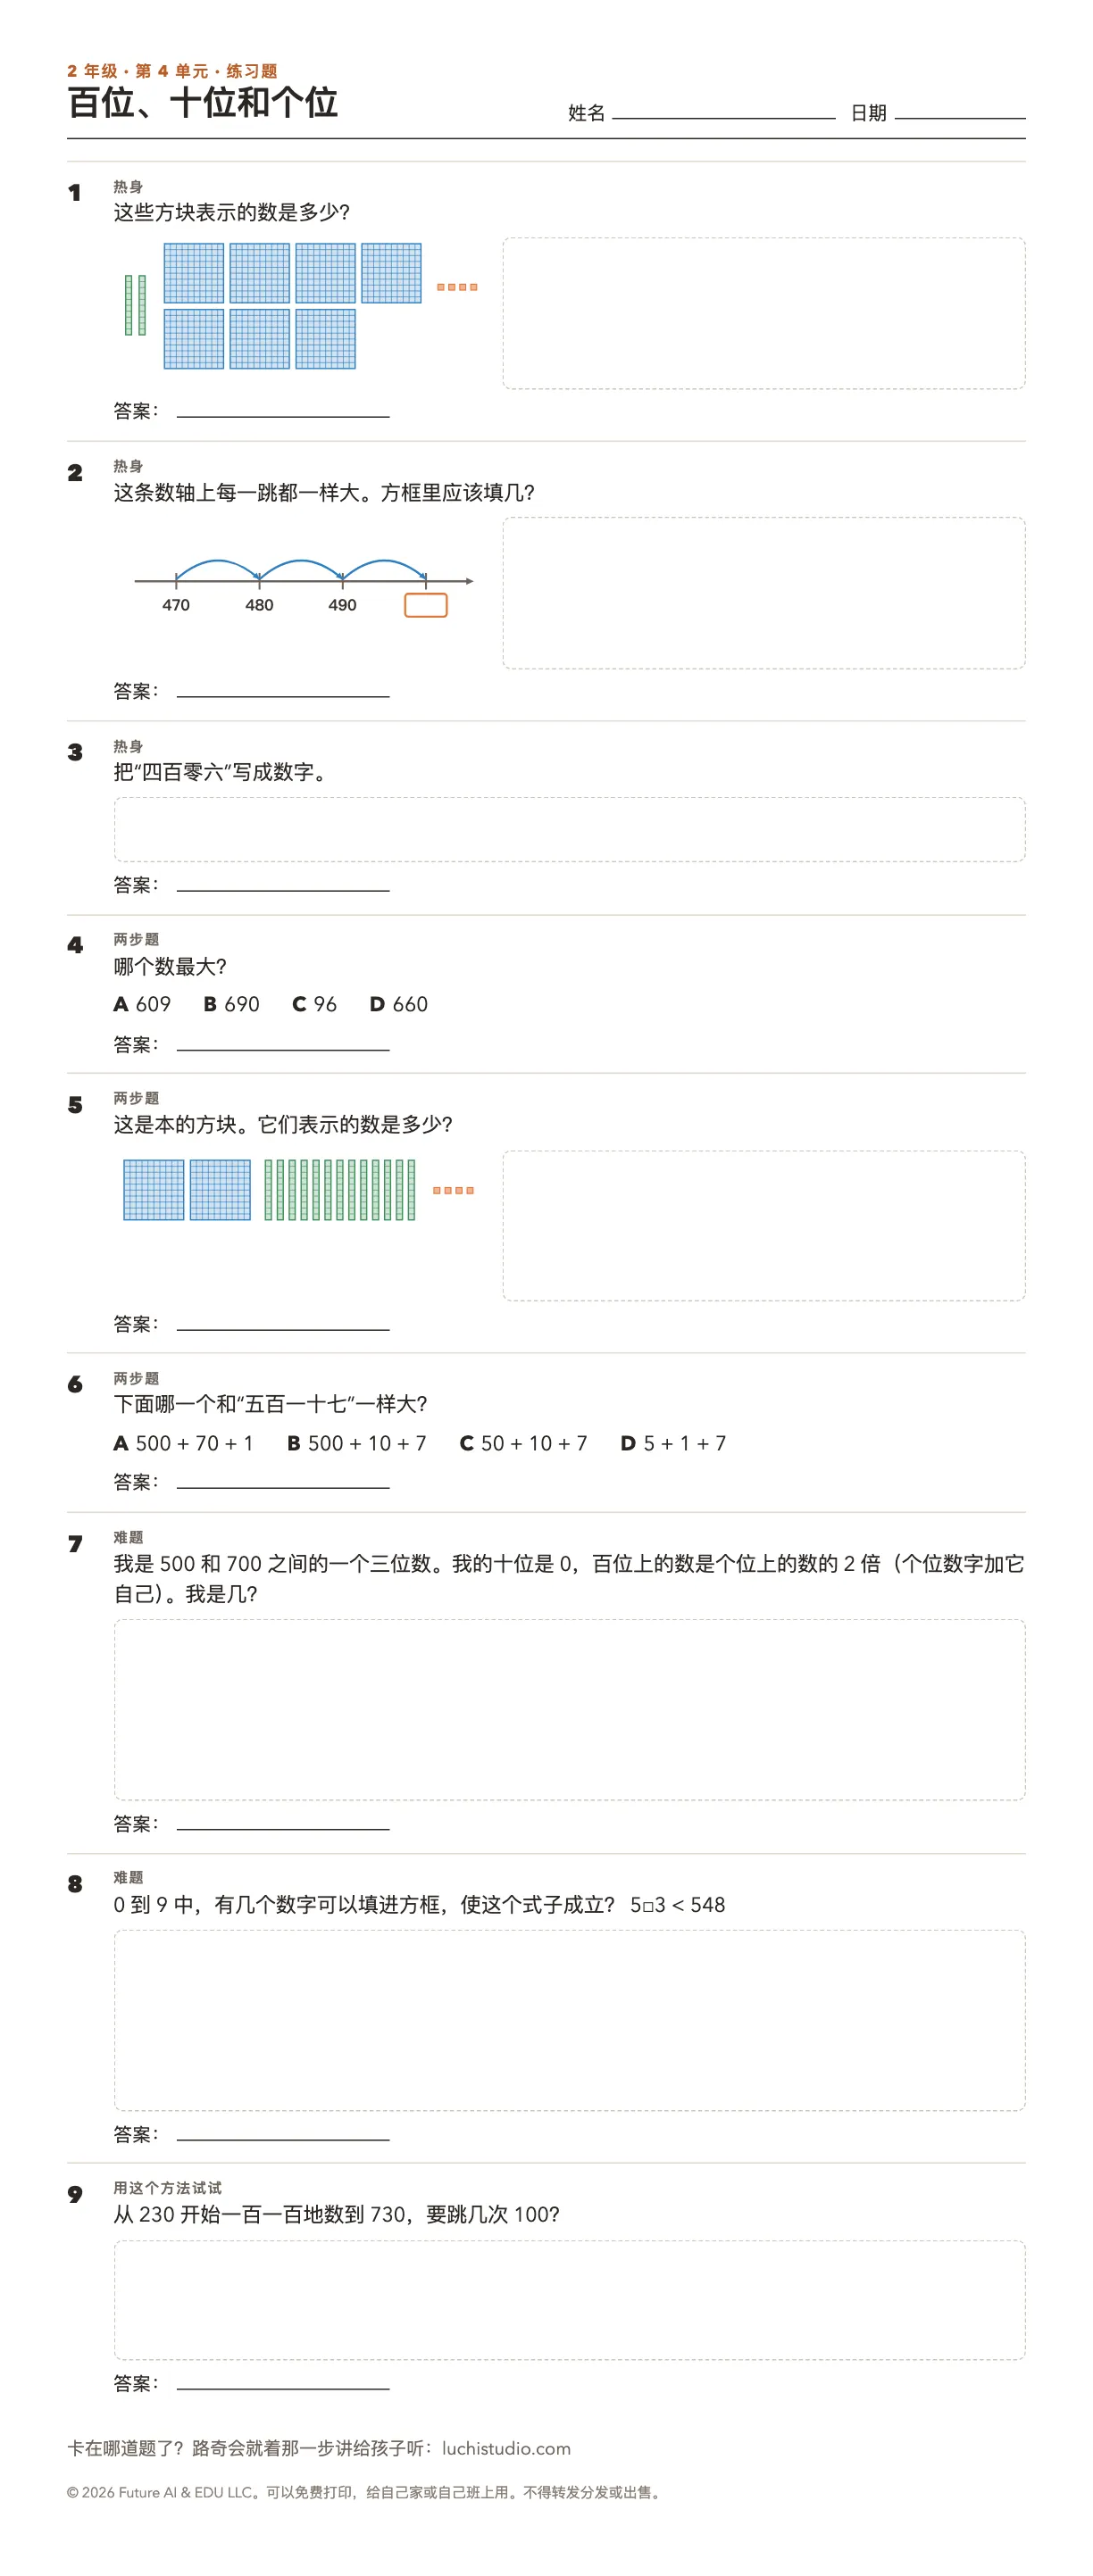 2 年级 · 第 4 单元 · 练习题
百位、十位和个位
姓名 日期
1 热身
这些方块表示的数是多少?
答案:
2 热身
这条数轴上每一跳都一样大。方框里应该填几?
470 480 490
答案:
3 热身
把“四百零六”写成数字。
答案:
4 两步题
哪个数最大?
A 609 B 690 C 96 D 660
答案:
5 两步题
这是本的方块。它们表示的数是多少?
答案:
6 两步题
下面哪一个和“五百一十七”一样大?
A 500 + 70 + 1 B 500 + 10 + 7 C 50 + 10 + 7 D 5 + 1 + 7
答案:
7 难题
我是 500 和 700 之间的一个三位数。我的十位是 0，百位上的数是个位上的数的 2 倍（个位数字加它
自己）。我是几?
答案:
8 难题
0 到 9 中，有几个数字可以填进方框，使这个式子成立? 5□3 < 548
答案:
9 用这个方法试试
从 230 开始一百一百地数到 730，要跳几次 100?
答案:
卡在哪道题了? 路奇会就着那一步讲给孩子听：luchistudio.com
© 2026 Future AI & EDU LLC。可以免费打印，给自己家或自己班上用。不得转发分发或出售。